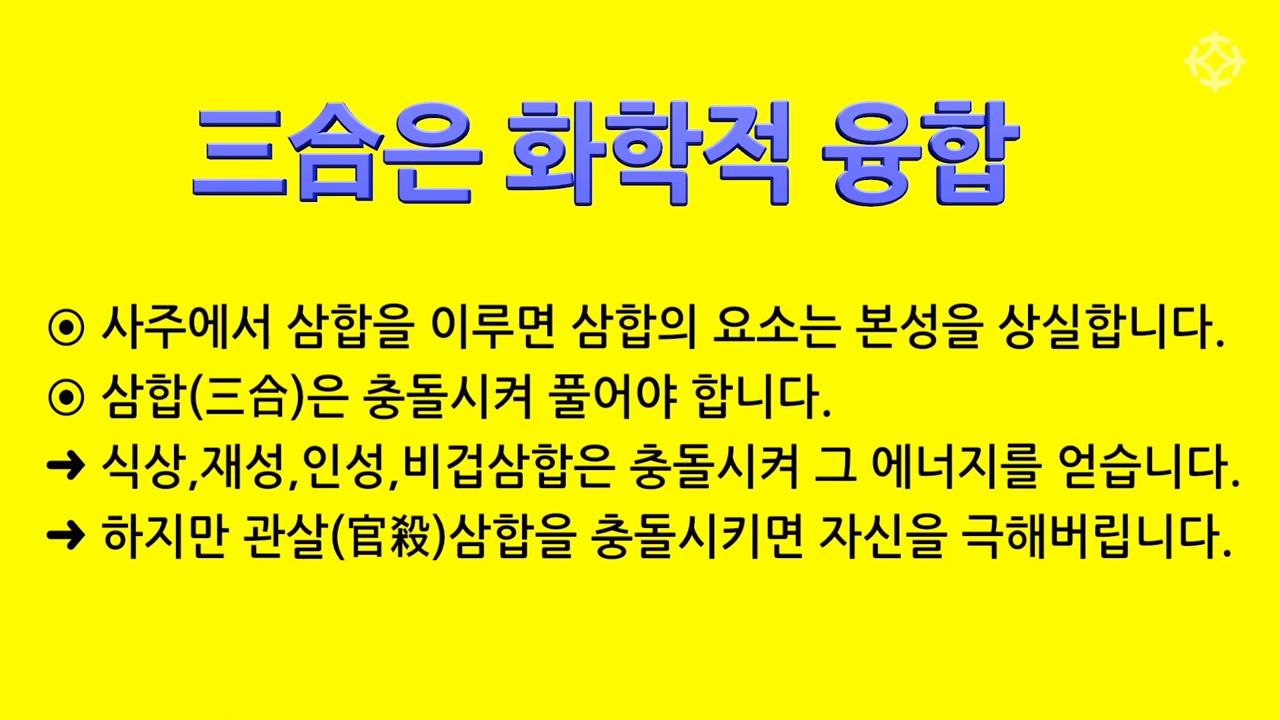 三合은 화학적 융합
⊙ 사주에서 삼합을 이루면 삼합의 요소는 본성을 상실합니다.
⊙ 삼합(三合)은 충돌시켜 풀어야 합니다.
➜ 식상,재성,인성,비겁삼합은 충돌시켜 그 에너지를 얻습니다.
➜ 하지만 관살(官殺)삼합을 충돌시키면 자신을 극해버립니다.